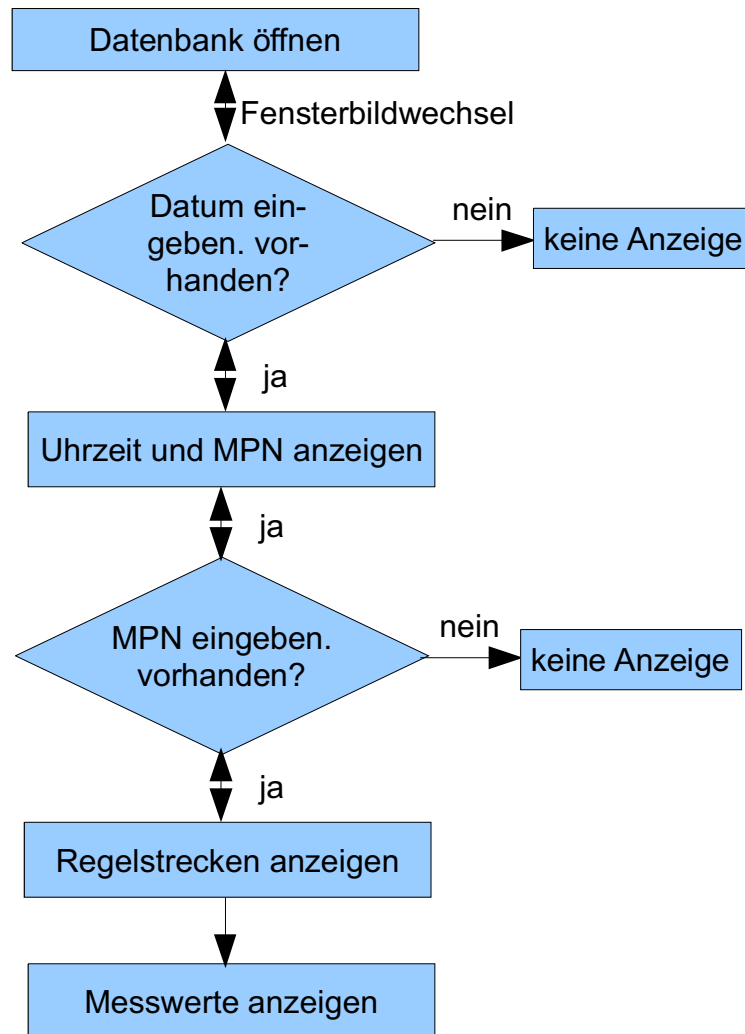 Datenbank öffnen
Fensterbildwechsel
Datum ein-
geben. vor-
handen?
nein
keine Anzeige
ja
Uhrzeit und MPN anzeigen
ja
MPN eingeben.
vorhanden?
nein
keine Anzeige
ja
Regelstrecken anzeigen
Messwerte anzeigen